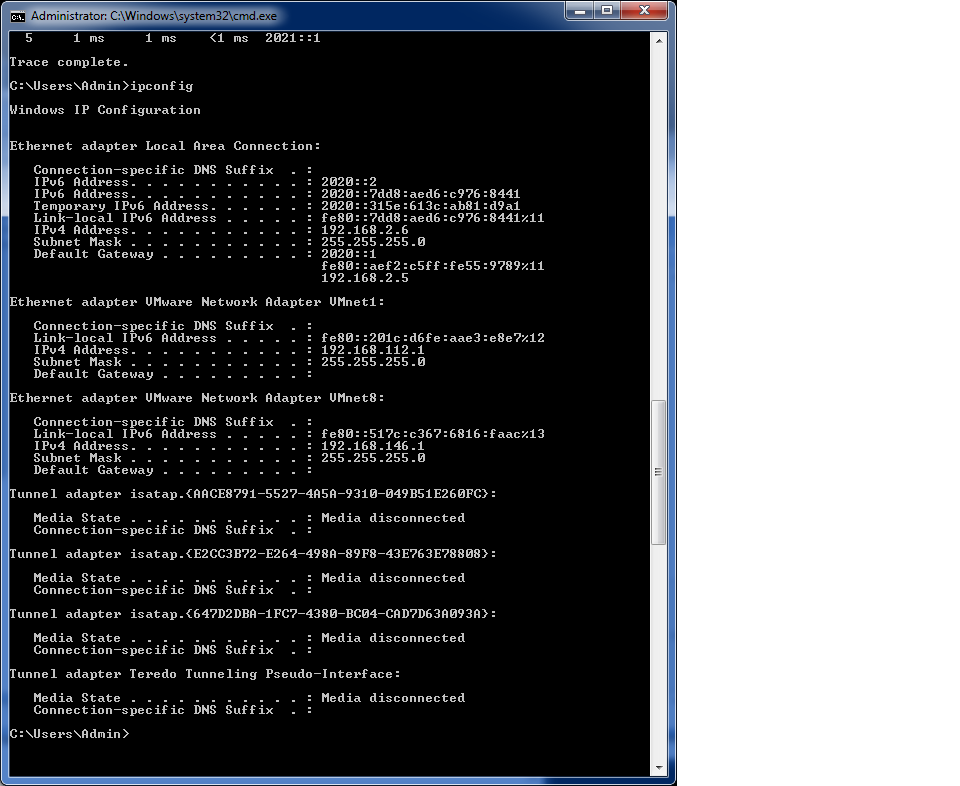 Administrator: C:\Windows\system32\cmd.exe
5 1 ms 1 ms <1 ms 2021::1
Trace complete.
C:\Users\Admin>ipconfig
Windows IP Configuration
Ethernet adapter Local Area Connection:
Connection-specific DNS Suffix . :
IPv6 Address. . . . . . . . . . . : 2020::2
IPv6 Address. . . . . . . . . . . : 2020::7dd8:aed6:c976:8441
Temporary IPv6 Address. . . . . . : 2020::315e:613c:ab81:d9a1
Link-local IPv6 Address . . . . . : fe80::7dd8:aed6:c976:8441%11
IPv4 Address. . . . . . . . . . . : 192.168.2.6
Subnet Mask . . . . . . . . . . . : 255.255.255.0
Default Gateway . . . . . . . . . : 2020::1
fe80::aef2:c5ff:fe55:9789%11
192.168.2.5
Ethernet adapter VMware Network Adapter VMnet1:
Connection-specific DNS Suffix . :
Link-local IPv6 Address . . . . . : fe80::201c:d6fe:aae3:e8e7%12
IPv4 Address. . . . . . . . . . . : 192.168.112.1
Subnet Mask . . . . . . . . . . . : 255.255.255.0
Default Gateway . . . . . . . . . :
Ethernet adapter VMware Network Adapter VMnet8:
Connection-specific DNS Suffix . :
Link-local IPv6 Address . . . . . : fe80::517c:c367:6816:faac%13
IPv4 Address. . . . . . . . . . . : 192.168.146.1
Subnet Mask . . . . . . . . . . . : 255.255.255.0
Default Gateway . . . . . . . . . :
Tunnel adapter isatap.{AACE8791-5527-4A5A-9310-049B51E260FC}:
Media State . . . . . . . . . . . : Media disconnected
Connection-specific DNS Suffix . :
Tunnel adapter isatap.{E2CC3B72-E264-498A-89F8-43E763E78808}:
Media State . . . . . . . . . . . : Media disconnected
Connection-specific DNS Suffix . :
Tunnel adapter isatap.{647D2DBA-1FC7-4380-BC04-CAD7D63A093A}:
Media State . . . . . . . . . . . : Media disconnected
Connection-specific DNS Suffix . :
Tunnel adapter Teredo Tunneling Pseudo-Interface:
Media State . . . . . . . . . . . : Media disconnected
Connection-specific DNS Suffix . :
C:\Users\Admin>